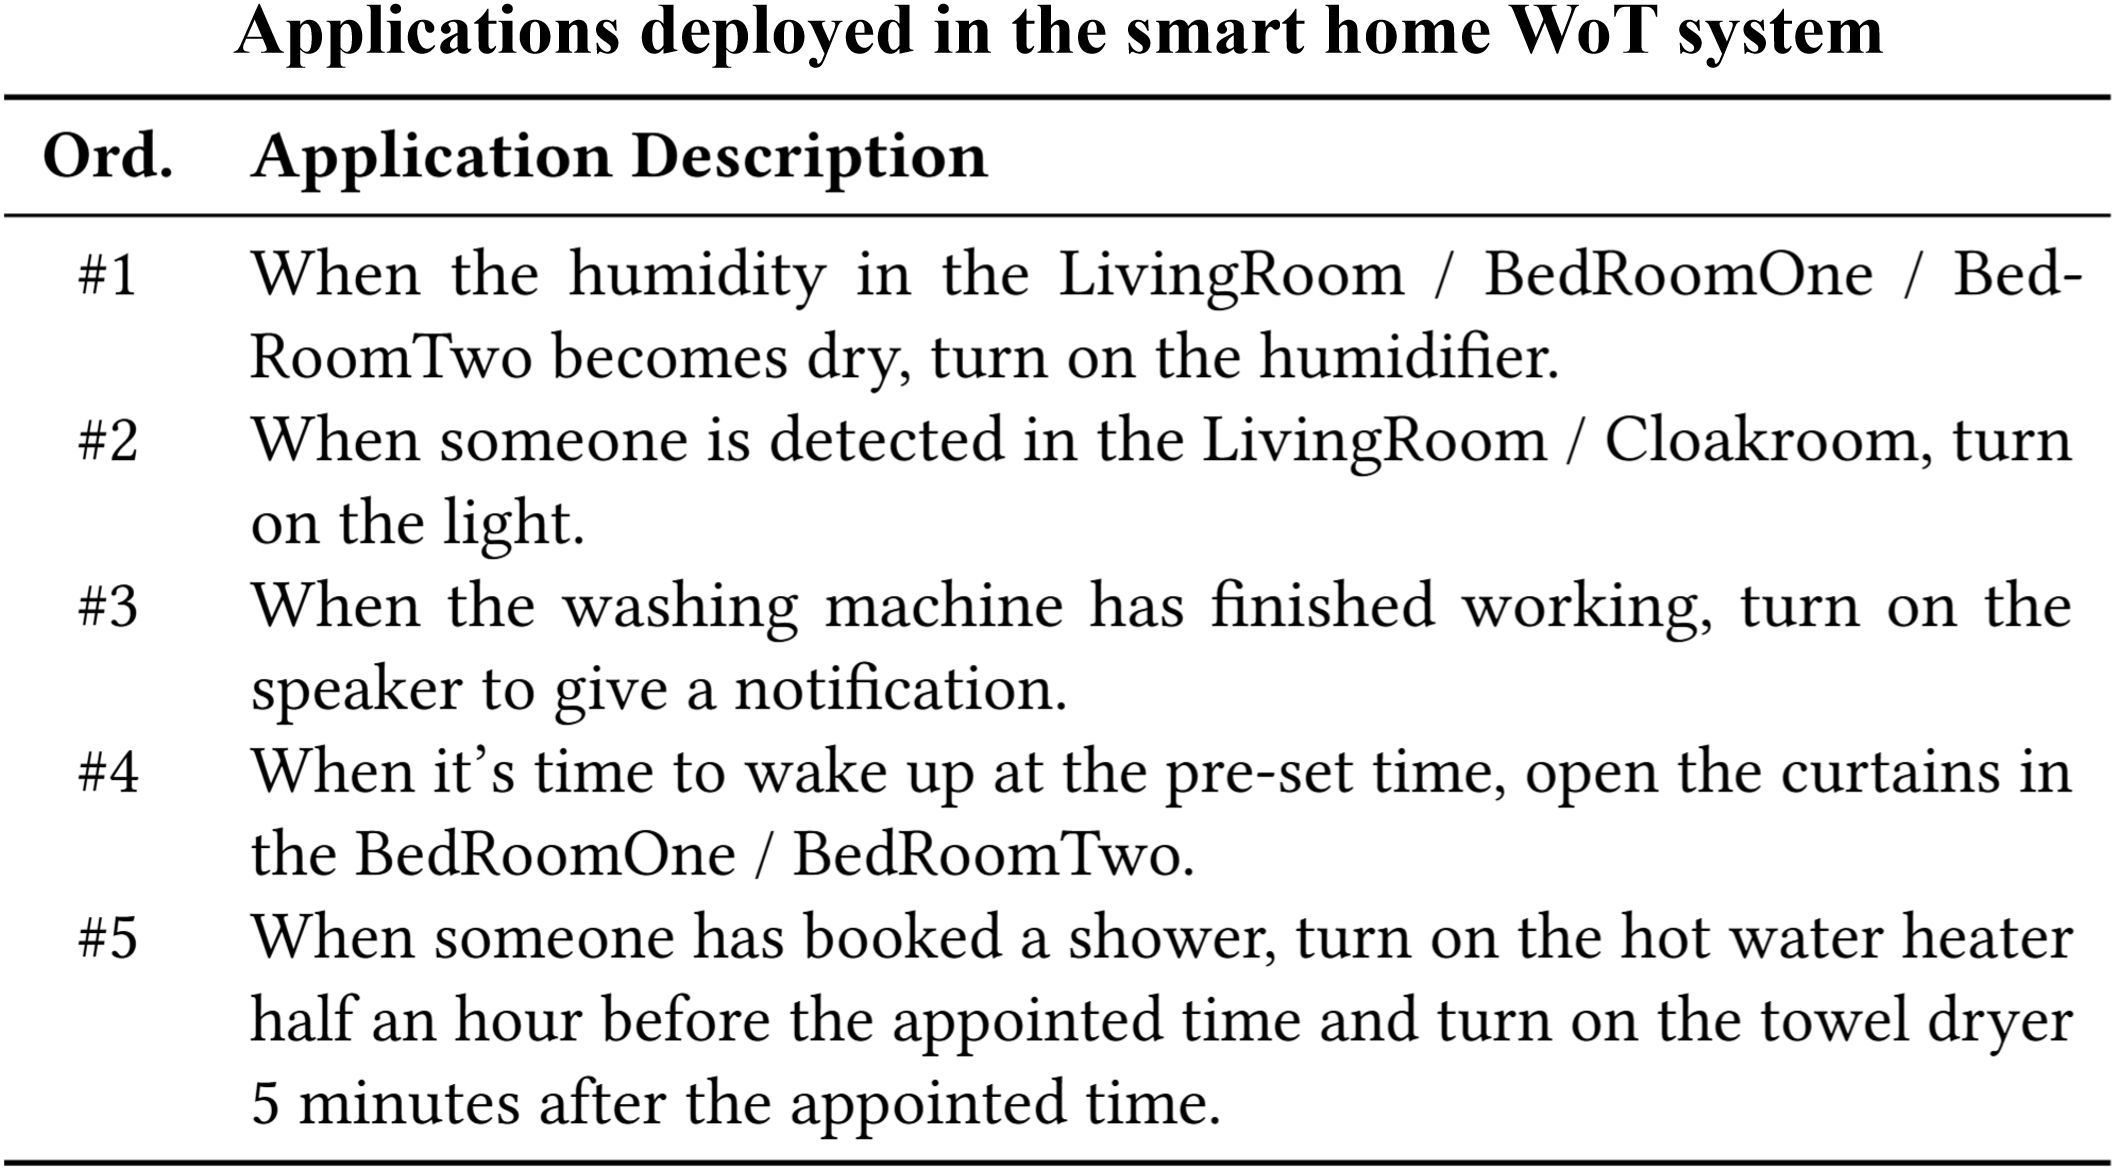 Applications deployed in the smart home WoT system
Ord. Application Description
#1 When the humidity in the LivingRoom / BedRoomOne / Bed-
RoomTwo becomes dry, turn on the humidifier.
#2 When someone is detected in the LivingRoom / Cloakroom, turn
on the light.
#3 When the washing machine has finished working, turn on the
speaker to give a notification.
#4 When it’s time to wake up at the pre-set time, open the curtains in
the BedRoomOne / BedRoomTwo.
#5 When someone has booked a shower, turn on the hot water heater
half an hour before the appointed time and turn on the towel dryer
5 minutes after the appointed time.